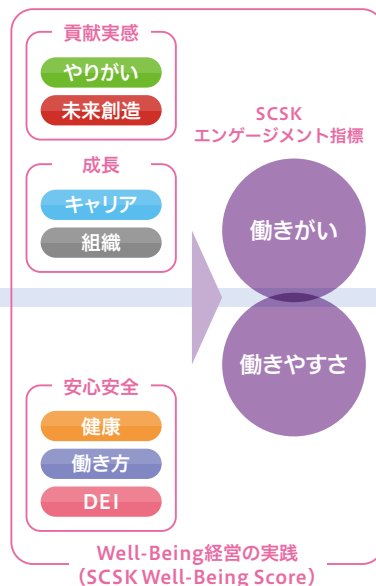 貢献実感
やりがい
未来創造
成長
キャリア
組織
安心安全
健康
働き方
DEI
SCSK
エンゲージメント指標
働きがい
働きやすさ
Well-Being経営の実践
（SCSK Well-Being Score）